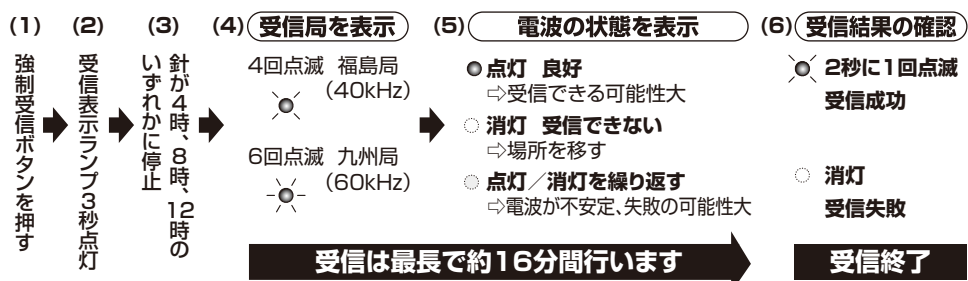 (1)
強制受信ボタンを押す
(2)
受信表示ランプ3秒点灯
(3)
針が4時、8時、12時の
いずれかに停止
(4) 受信局を表示
4回点滅 福島局
(40kHz)
6回点滅 九州局
(60kHz)
(5) 電波の状態を表示
点灯 良好
⇨受信できる可能性大
消灯 受信できない
⇨場所を移す
点灯／消灯を繰り返す
⇨電波が不安定、失敗の可能性大
受信は最長で約16分間行います
(6) 受信結果の確認
2秒に1回点滅
受信成功
消灯
受信失敗
受信終了